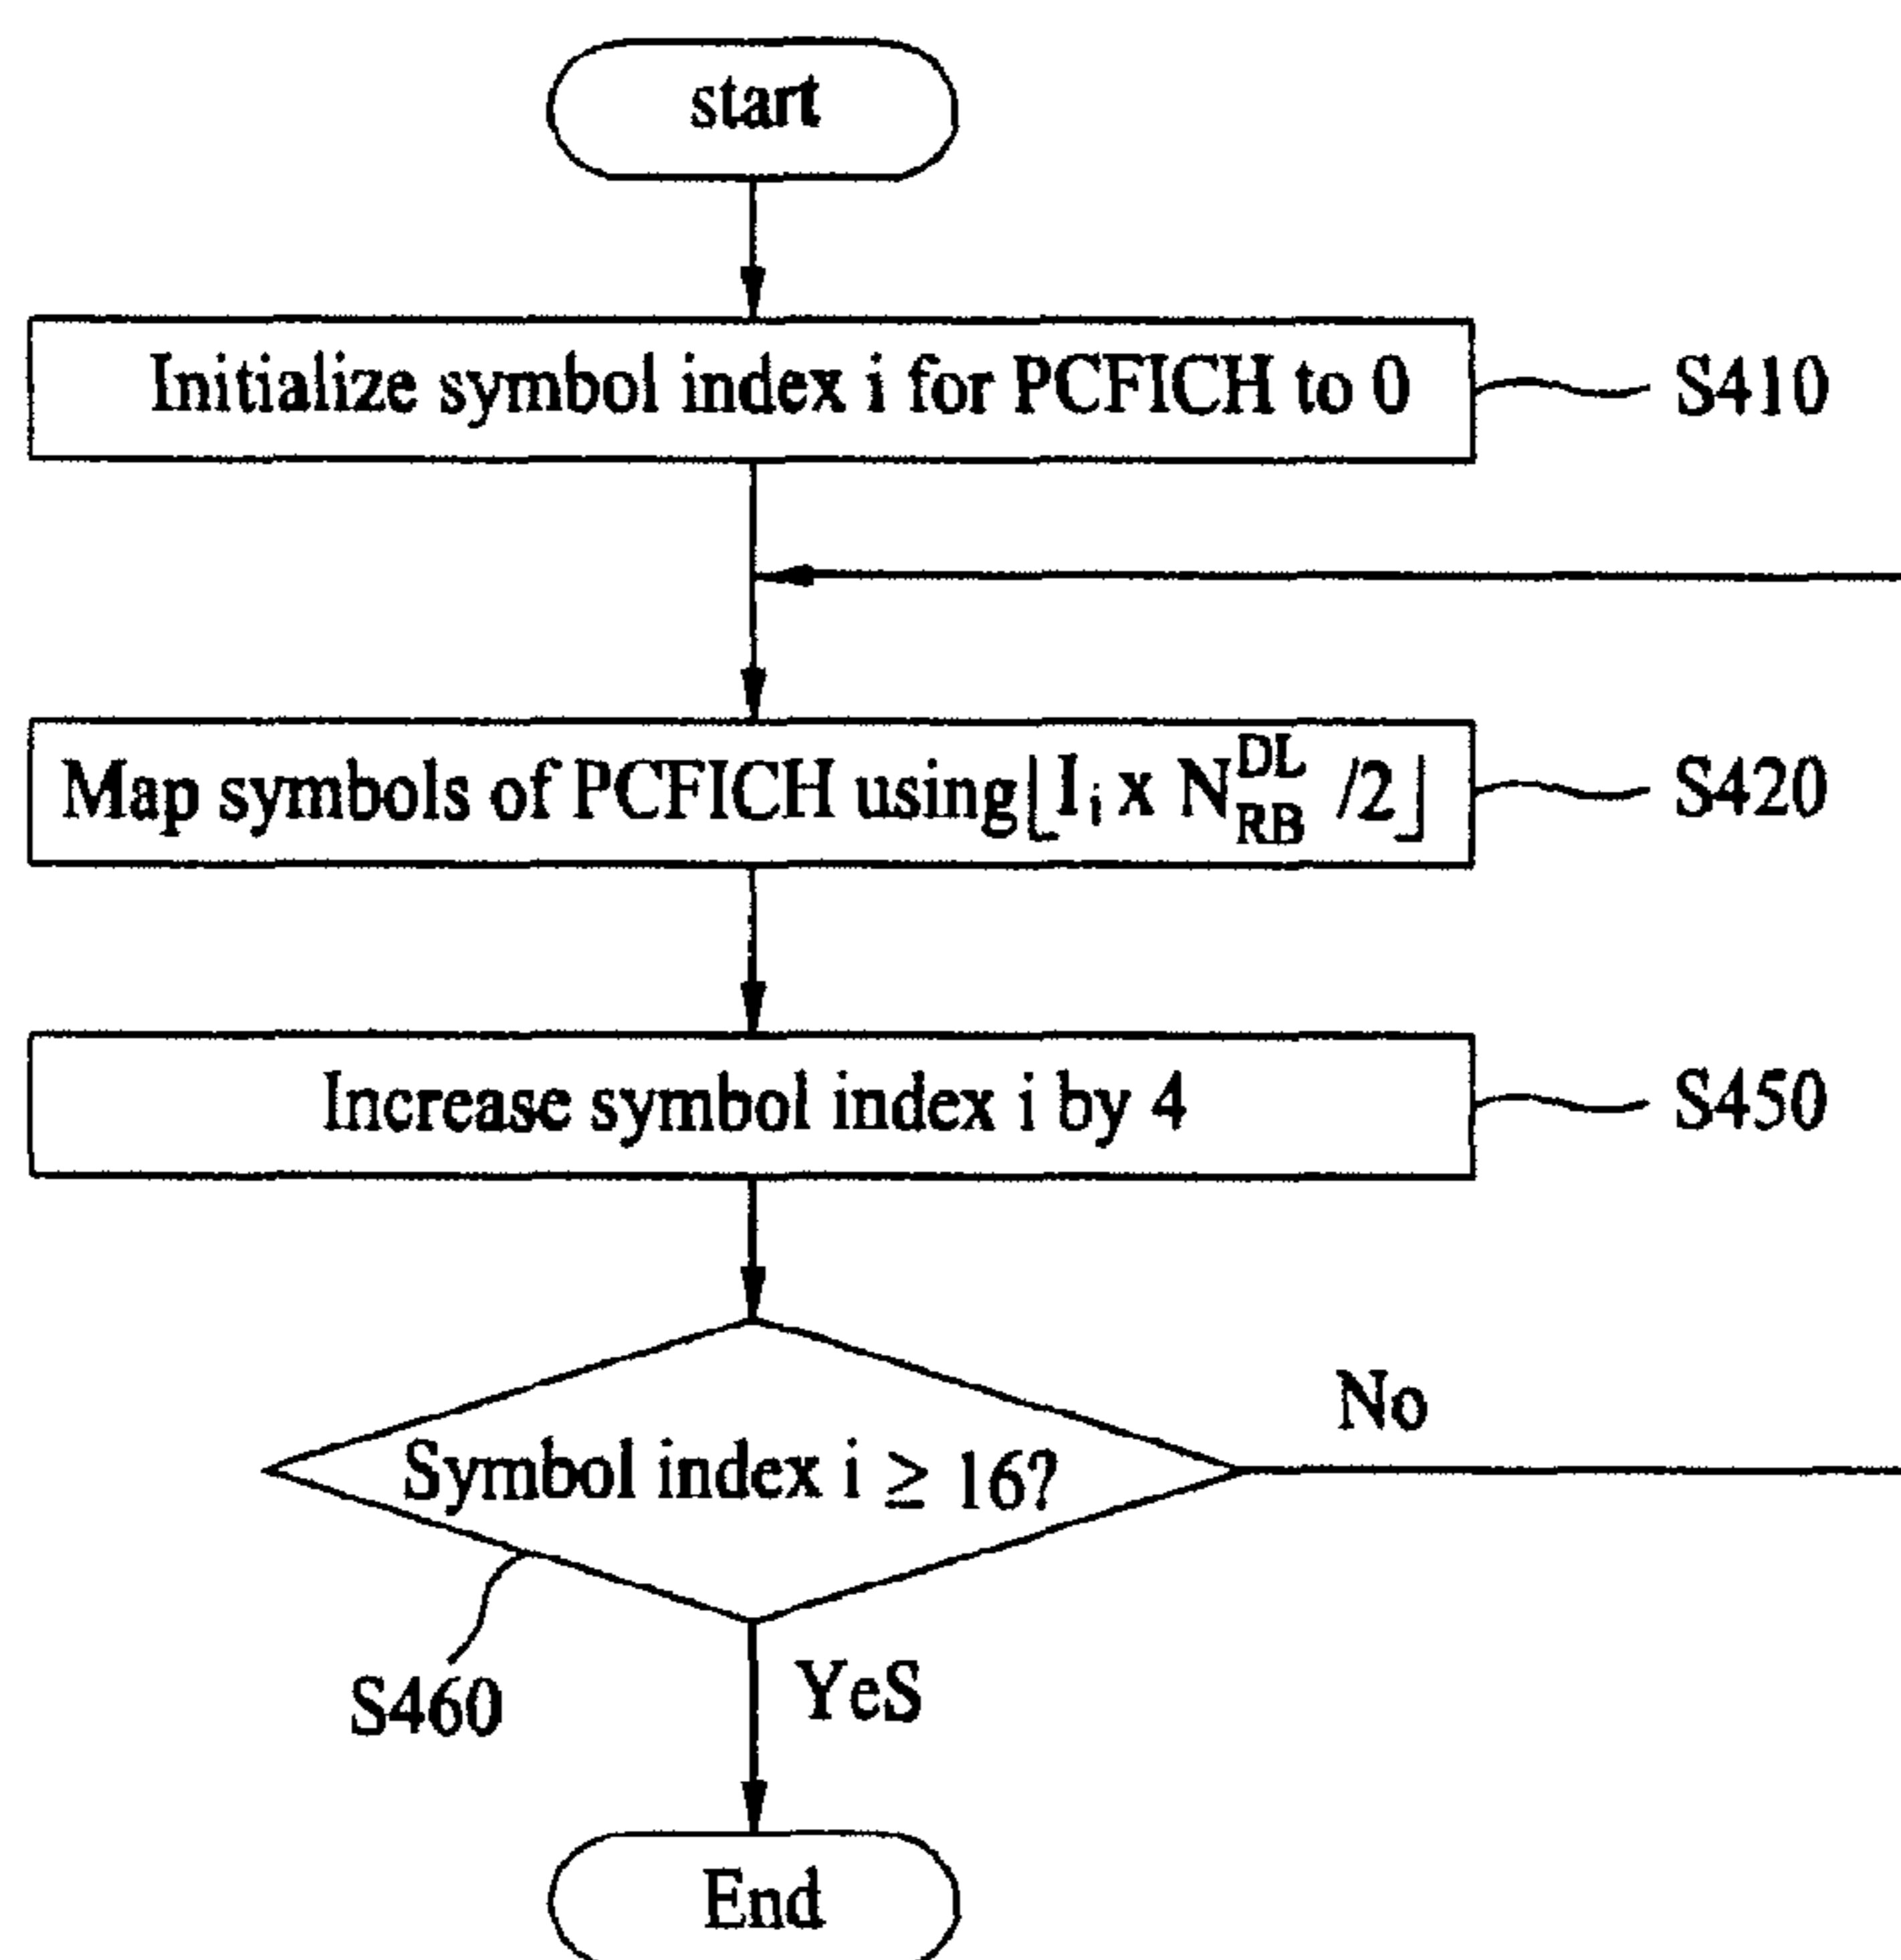 start
Initialize symbol index i for PCFICH to 0
S410
Map symbols of PCFICH using ⌊I_i x N_RB^DL /2⌋
S420
Increase symbol index i by 4
S450
Symbol index i ≥ 16?
No
S460
YeS
End